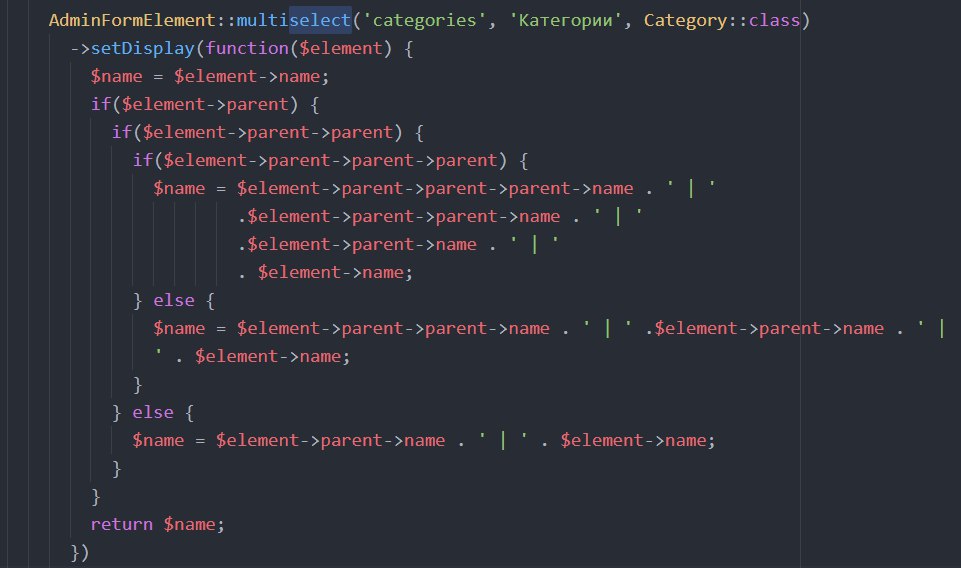 AdminFormElement::multiselect('categories', 'Категории', Category::class)
->setDisplay(function($element) {
$name = $element->name;
if($element->parent) {
if($element->parent->parent) {
if($element->parent->parent->parent) {
$name = $element->parent->parent->parent->name . ' | '
.$element->parent->parent->name . ' | '
.$element->parent->name . ' | '
. $element->name;
} else {
$name = $element->parent->parent->name . ' | ' .$element->parent->name . ' |
' . $element->name;
}
} else {
$name = $element->parent->name . ' | ' . $element->name;
}
}
return $name;
})